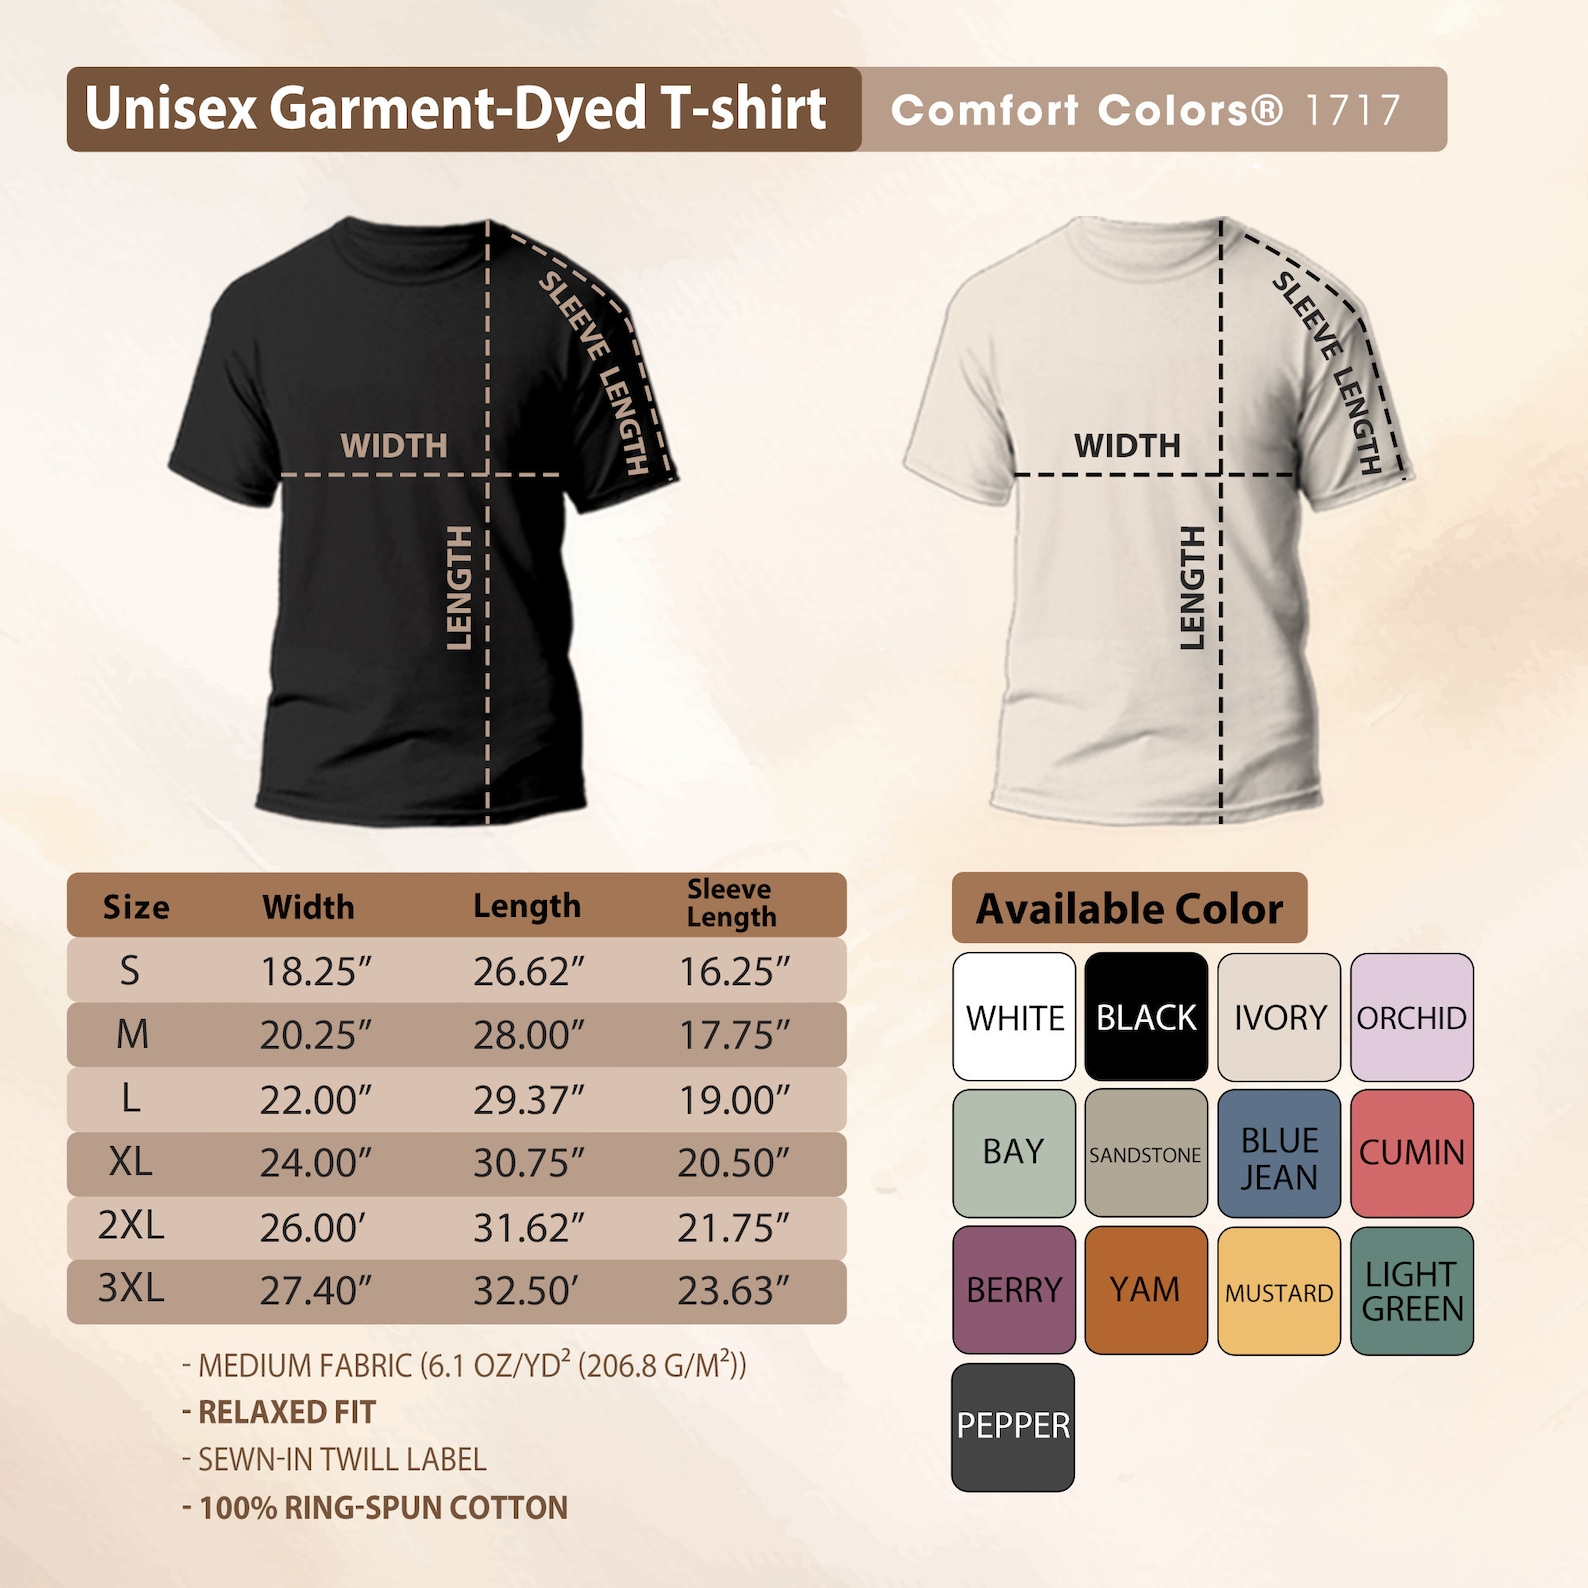 Unisex Garment-Dyed T-shirt Comfort Colors® 1717
SLEEVE LENGTH
WIDTH
LENGTH
SLEEVE LENGTH
WIDTH
LENGTH
Size Width Length Sleeve Length
S 18.25” 26.62” 16.25”
M 20.25” 28.00” 17.75”
L 22.00” 29.37” 19.00”
XL 24.00” 30.75” 20.50”
2XL 26.00’ 31.62” 21.75”
3XL 27.40” 32.50’ 23.63”
- MEDIUM FABRIC (6.1 OZ/YD² (206.8 G/M²))
- RELAXED FIT
- SEWN-IN TWILL LABEL
- 100% RING-SPUN COTTON
Available Color
WHITE BLACK IVORY ORCHID
BAY SANDSTONE BLUE JEAN CUMIN
BERRY YAM MUSTARD LIGHT GREEN
PEPPER